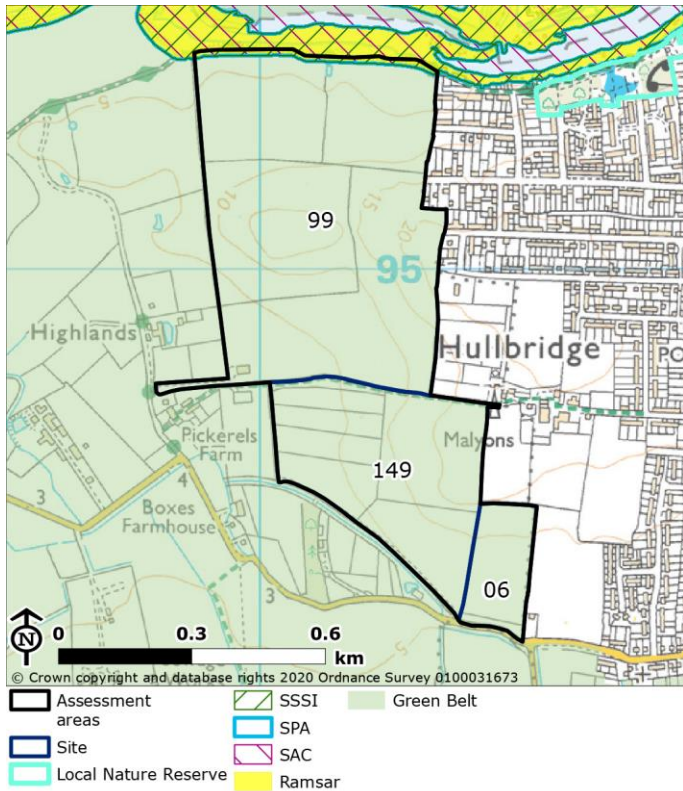 5
P
10
15
20
99
95
Highlands
Hullbridge
PO
Pickerels
Farm
Malyons
149
3
4
Boxes
Farmhouse
06
3
5
N
0 0.3 0.6
km
© Crown copyright and database rights 2020 Ordnance Survey 0100031673
Assessment
areas
SSSI
Green Belt
SPA
Site
SAC
Local Nature Reserve
Ramsar